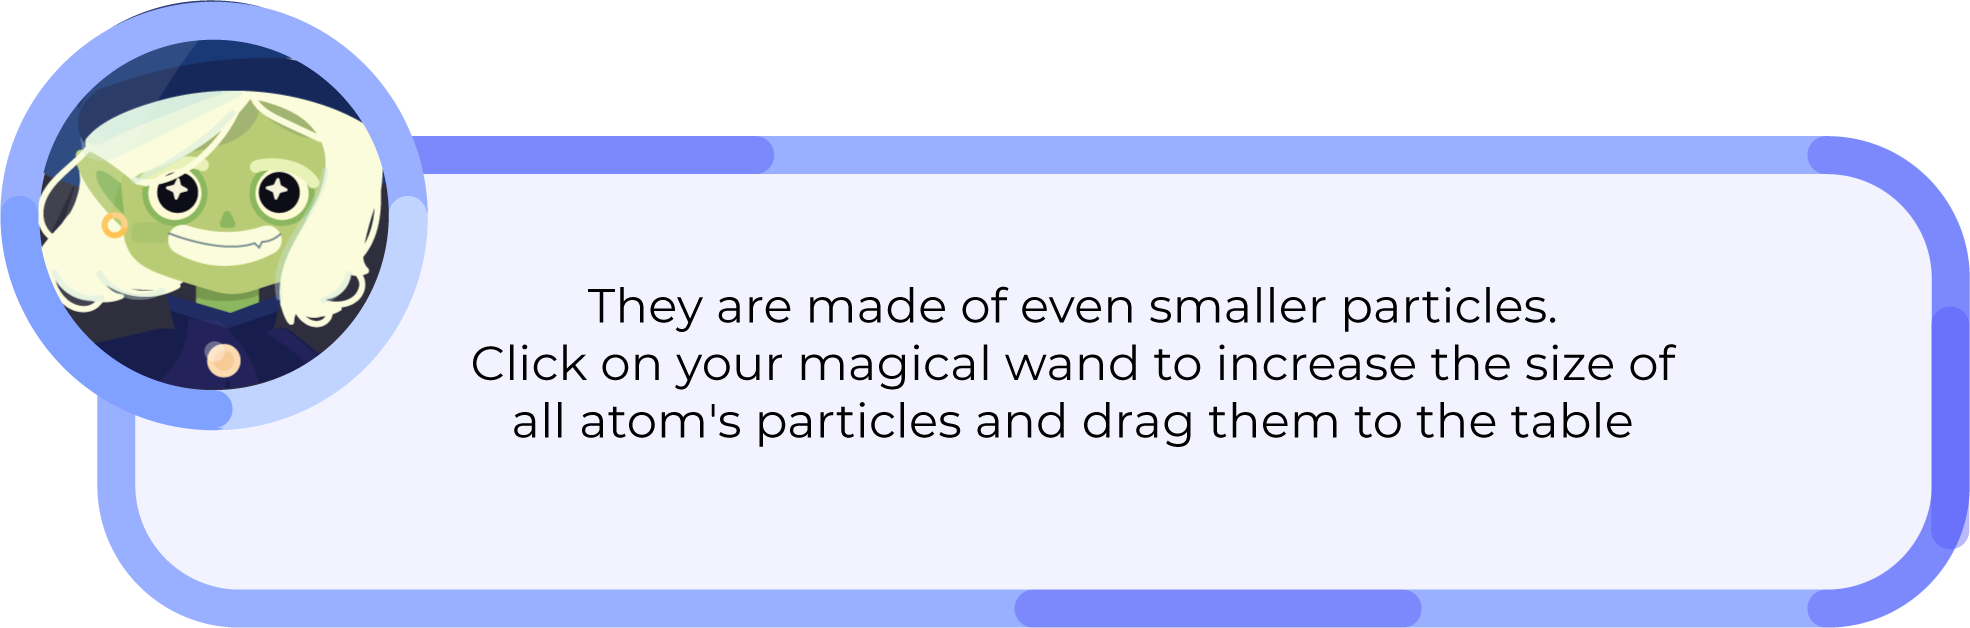 They are made of even smaller particles.
Click on your magical wand to increase the size of
all atom's particles and drag them to the table